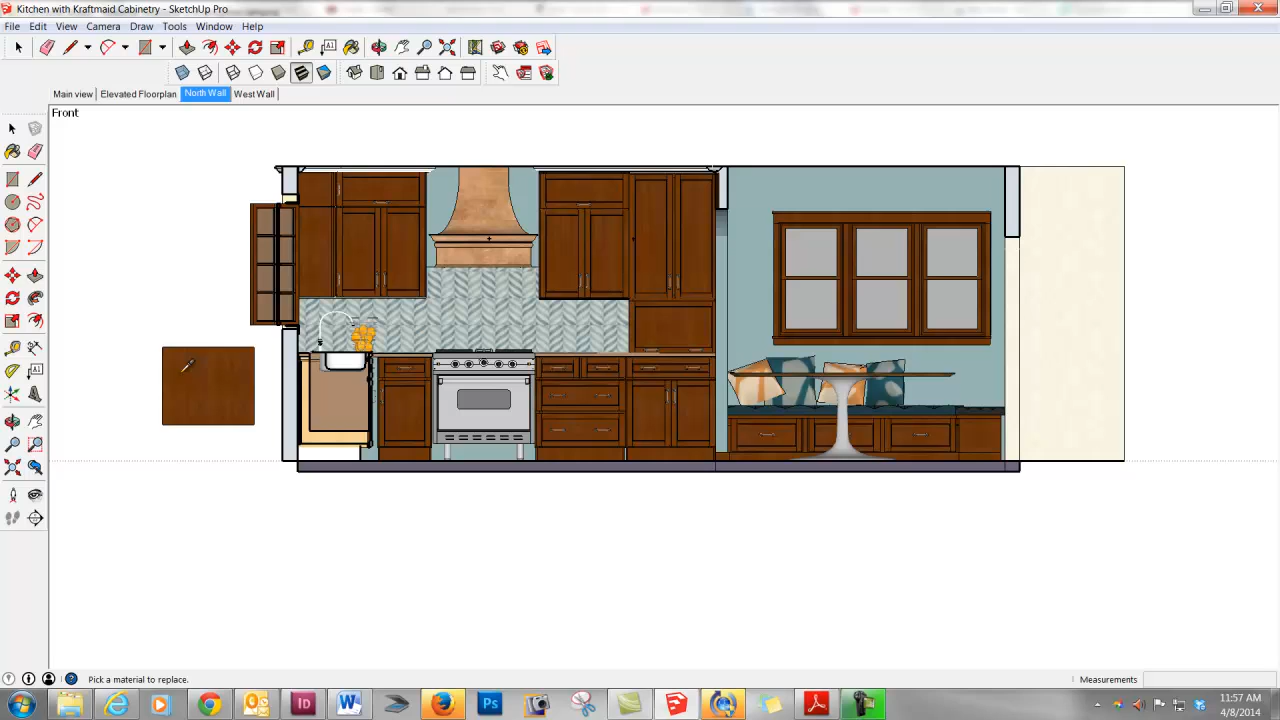 Kitchen with Kraftmaid Cabinetry - SketchUp Pro
File Edit View Camera Draw Tools Window Help
Main view Elevated Floorplan North Wall West Wall
Front
Pick a material to replace.
Measurements
11:57 AM
4/8/2014